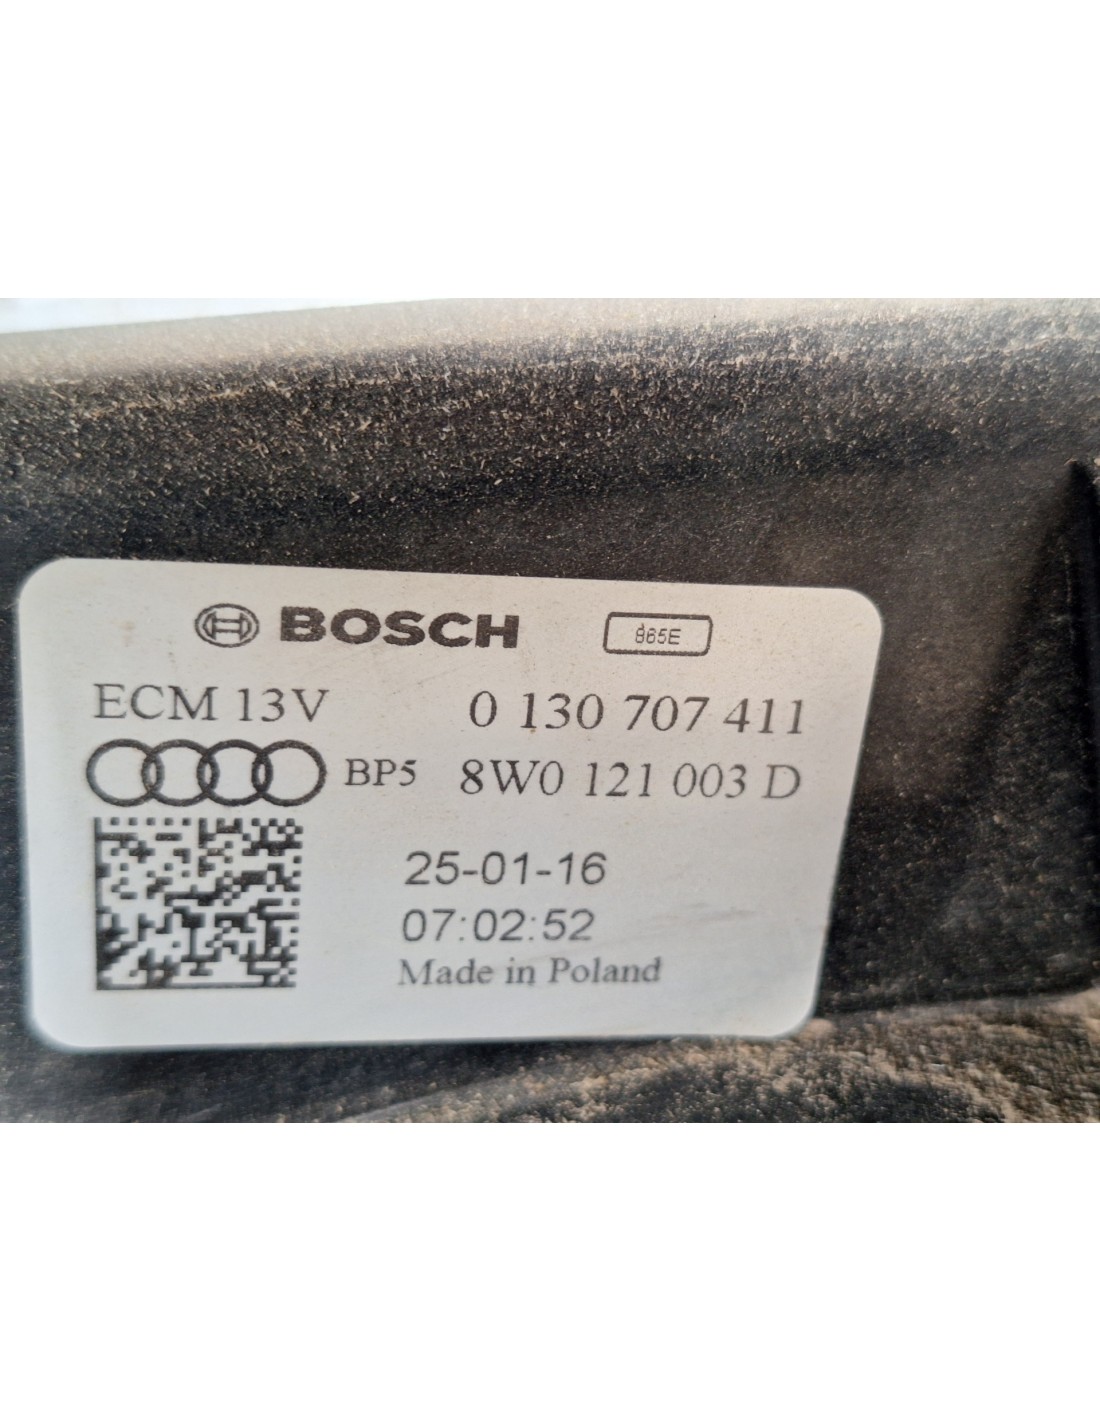 BOSCH 865E
ECM 13V 0 130 707 411
BP5 8W0 121 003 D
25-01-16
07:02:52
Made in Poland